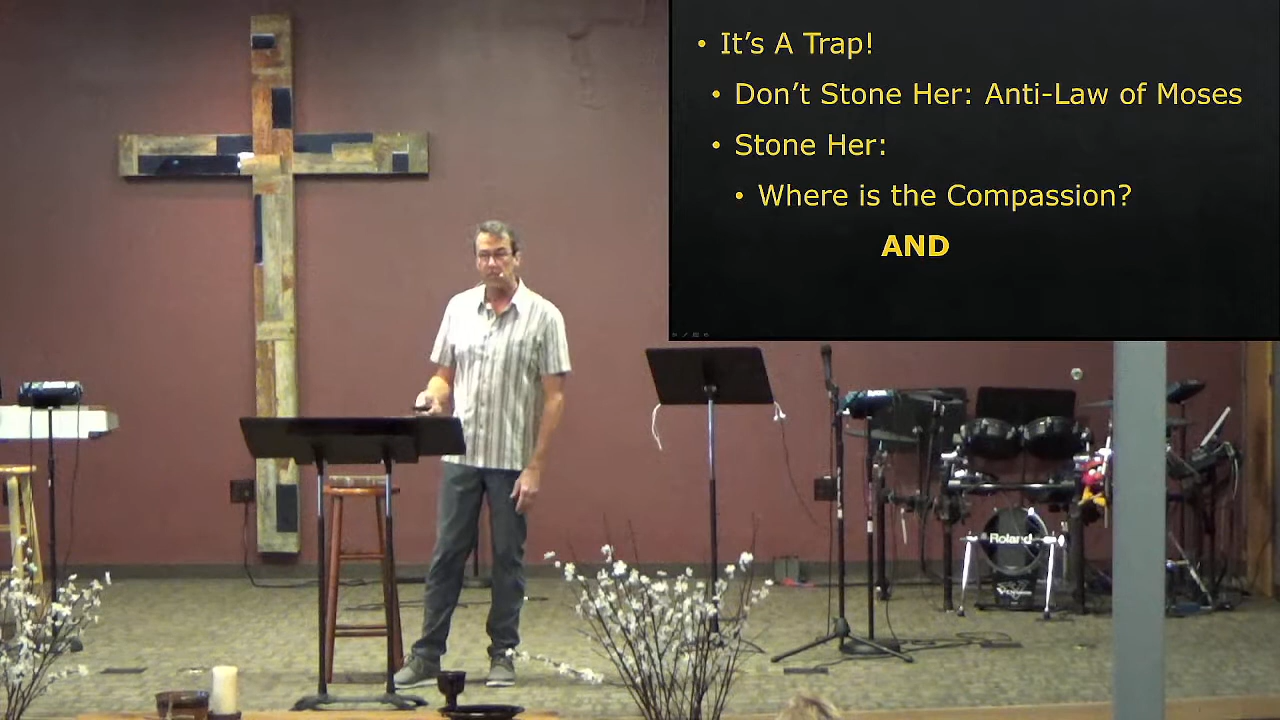 • It's A Trap!
• Don't Stone Her: Anti-Law of Moses
• Stone Her:
• Where is the Compassion?
AND
Roland